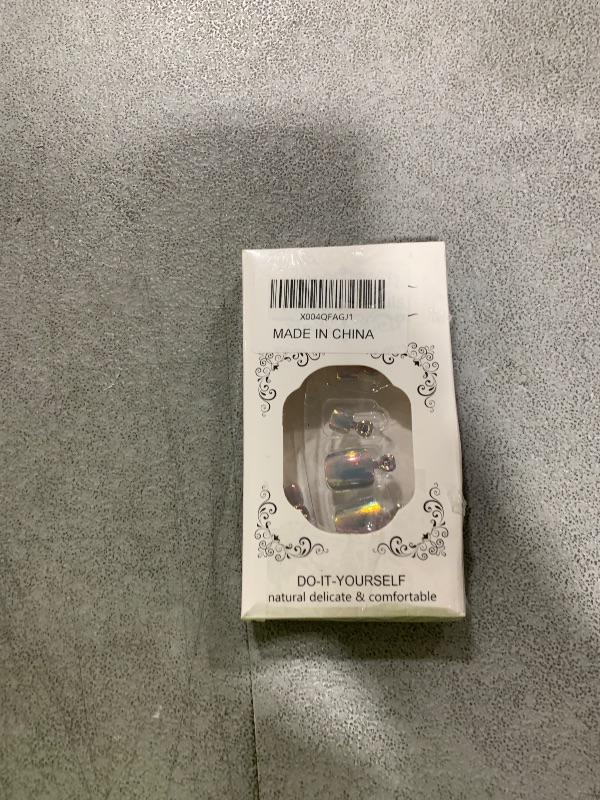 X004QFAGJ1
MADE IN CHINA
DO-IT-YOURSELF
natural delicate & comfortable